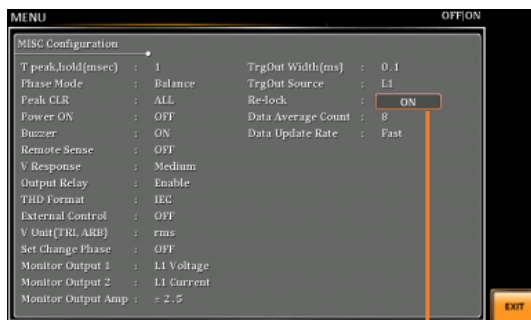 MENU
OFF|ON
MISC Configuration
T peak,hold(msec) : 1
Phase Mode : Balance
Peak CLR : ALL
Power ON : OFF
Buzzer : ON
Remote Sense : OFF
V Response : Medium
Output Relay : Enable
THD Format : IEC
External Control : OFF
V Unit(TRI, ARB) : rms
Set Change Phase : OFF
Monitor Output 1 : L1 Voltage
Monitor Output 2 : L1 Current
Monitor Output Amp : ± 2.5
TrgOut Width(ms) : 0.1
TrgOut Source : L1
Re-lock : ON
Data Average Count : 8
Data Update Rate : Fast
EXIT